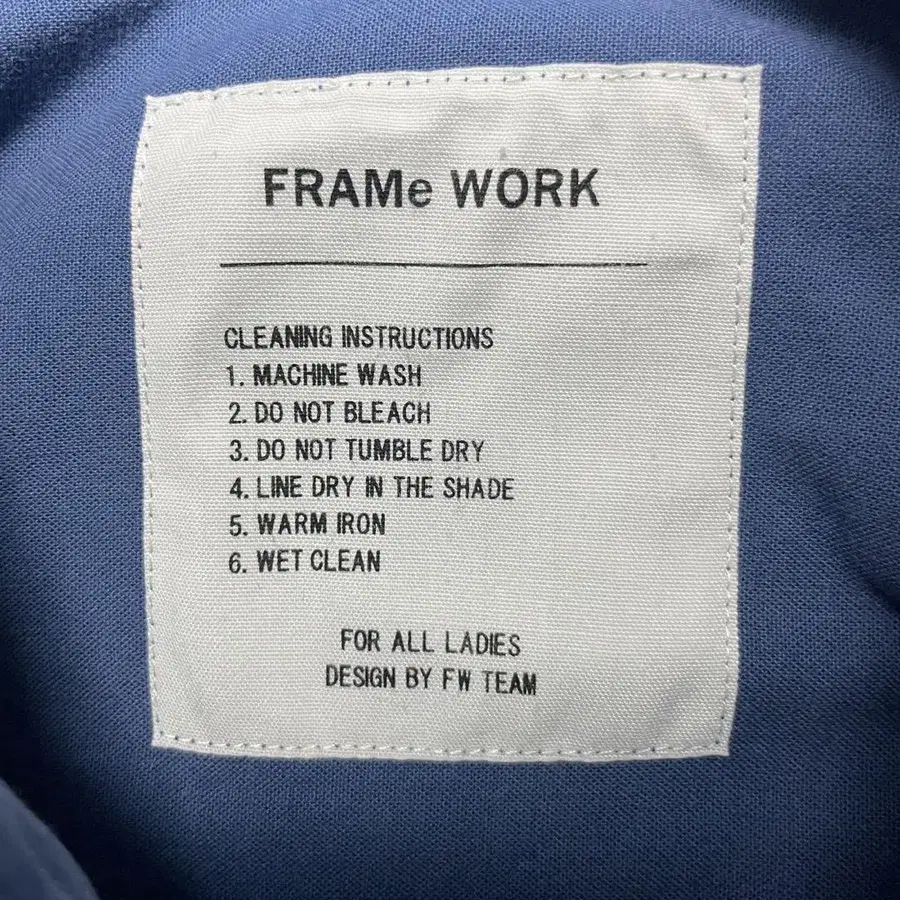 FRAMe WORK
CLEANING INSTRUCTIONS
1. MACHINE WASH
2. DO NOT BLEACH
3. DO NOT TUMBLE DRY
4. LINE DRY IN THE SHADE
5. WARM IRON
6. WET CLEAN
FOR ALL LADIES
DESIGN BY FW TEAM